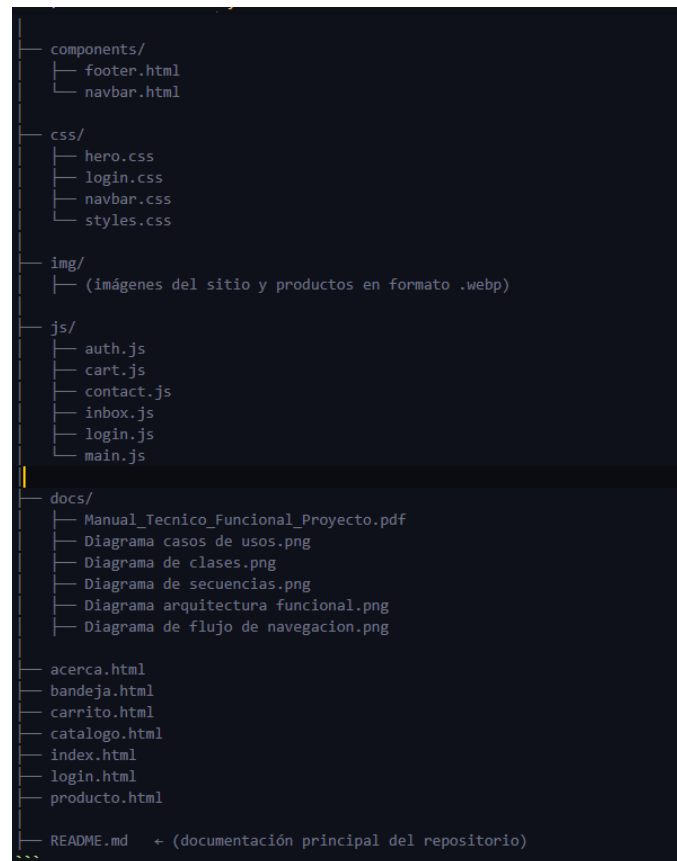 │
├── components/
│   ├── footer.html
│   └── navbar.html
│
├── css/
│   ├── hero.css
│   ├── login.css
│   ├── navbar.css
│   └── styles.css
│
├── img/
│   ├── (imágenes del sitio y productos en formato .webp)
│
├── js/
│   ├── auth.js
│   ├── cart.js
│   ├── contact.js
│   ├── inbox.js
│   ├── login.js
│   └── main.js
│
├── docs/
│   ├── Manual_Tecnico_Funcional_Proyecto.pdf
│   ├── Diagrama casos de usos.png
│   ├── Diagrama de clases.png
│   ├── Diagrama de secuencias.png
│   ├── Diagrama arquitectura funcional.png
│   ├── Diagrama de flujo de navegacion.png
│
├── acerca.html
├── bandeja.html
├── carrito.html
├── catalogo.html
├── index.html
├── login.html
├── producto.html
│
├── README.md   ← (documentación principal del repositorio)
```